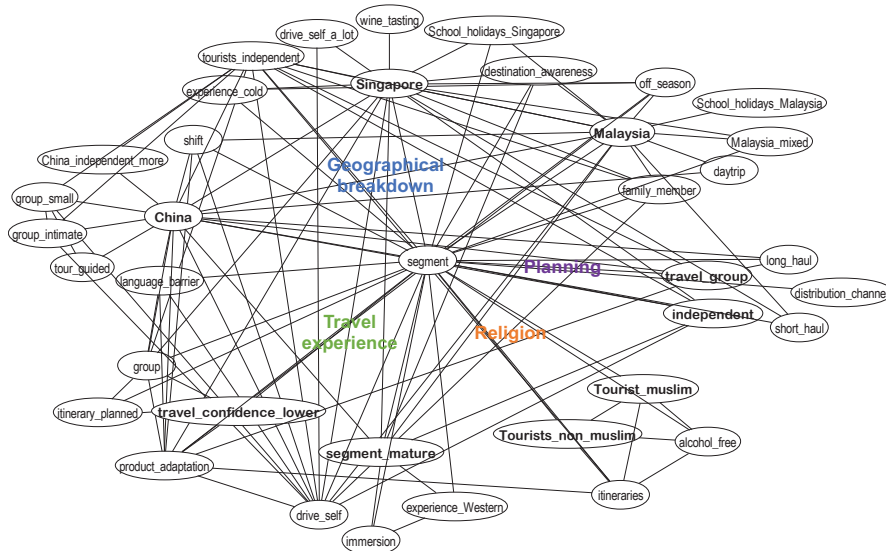 wine_tasting
drive_self_a_lot
School_holidays_Singapore
tourists_independent
destination_awareness
Singapore
off_season
experience_cold
School_holidays_Malaysia
Malaysia
shift
Malaysia_mixed
China_independent_more
Geographical
breakdown
daytrip
family_member
group_small
China
group_intimate
segment
long_haul
Planning
tour_guided
travel_group
language_barrier
distribution_channel
independent
Travel
experience
Religion
short_haul
group
Tourist_muslim
itinerary_planned
travel_confidence_lower
Tourists_non_muslim
alcohol_free
segment_mature
product_adaptation
itineraries
experience_Western
drive_self
immersion